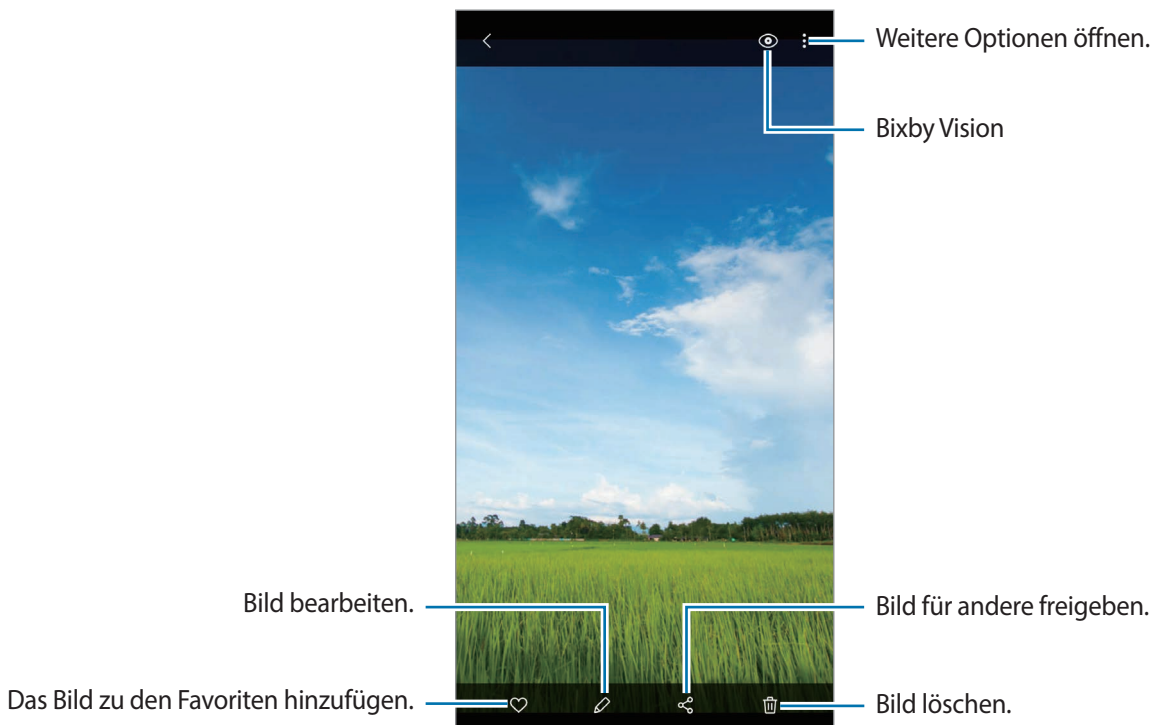 Weitere Optionen öffnen.
Bixby Vision
Bild bearbeiten.
Bild für andere freigeben.
Das Bild zu den Favoriten hinzufügen.
Bild löschen.